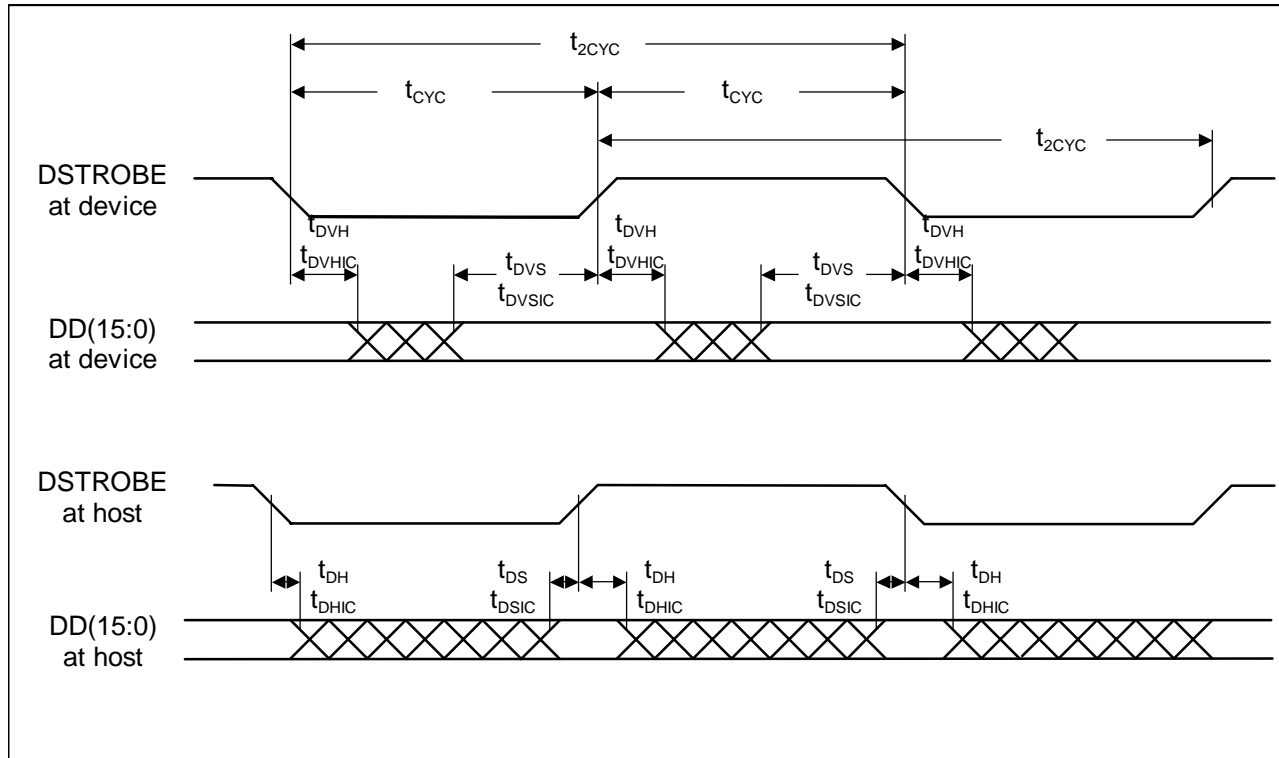 t2CYC
tCYC
tCYC
t2CYC
DSTROBE
at device
tDVH
tDVHIC
tDVS
tDVSIC
tDVH
tDVHIC
tDVS
tDVSIC
tDVH
tDVHIC
DD(15:0)
at device
DSTROBE
at host
tDH
tDHIC
tDS
tDSIC
tDH
tDHIC
tDS
tDSIC
tDH
tDHIC
DD(15:0)
at host